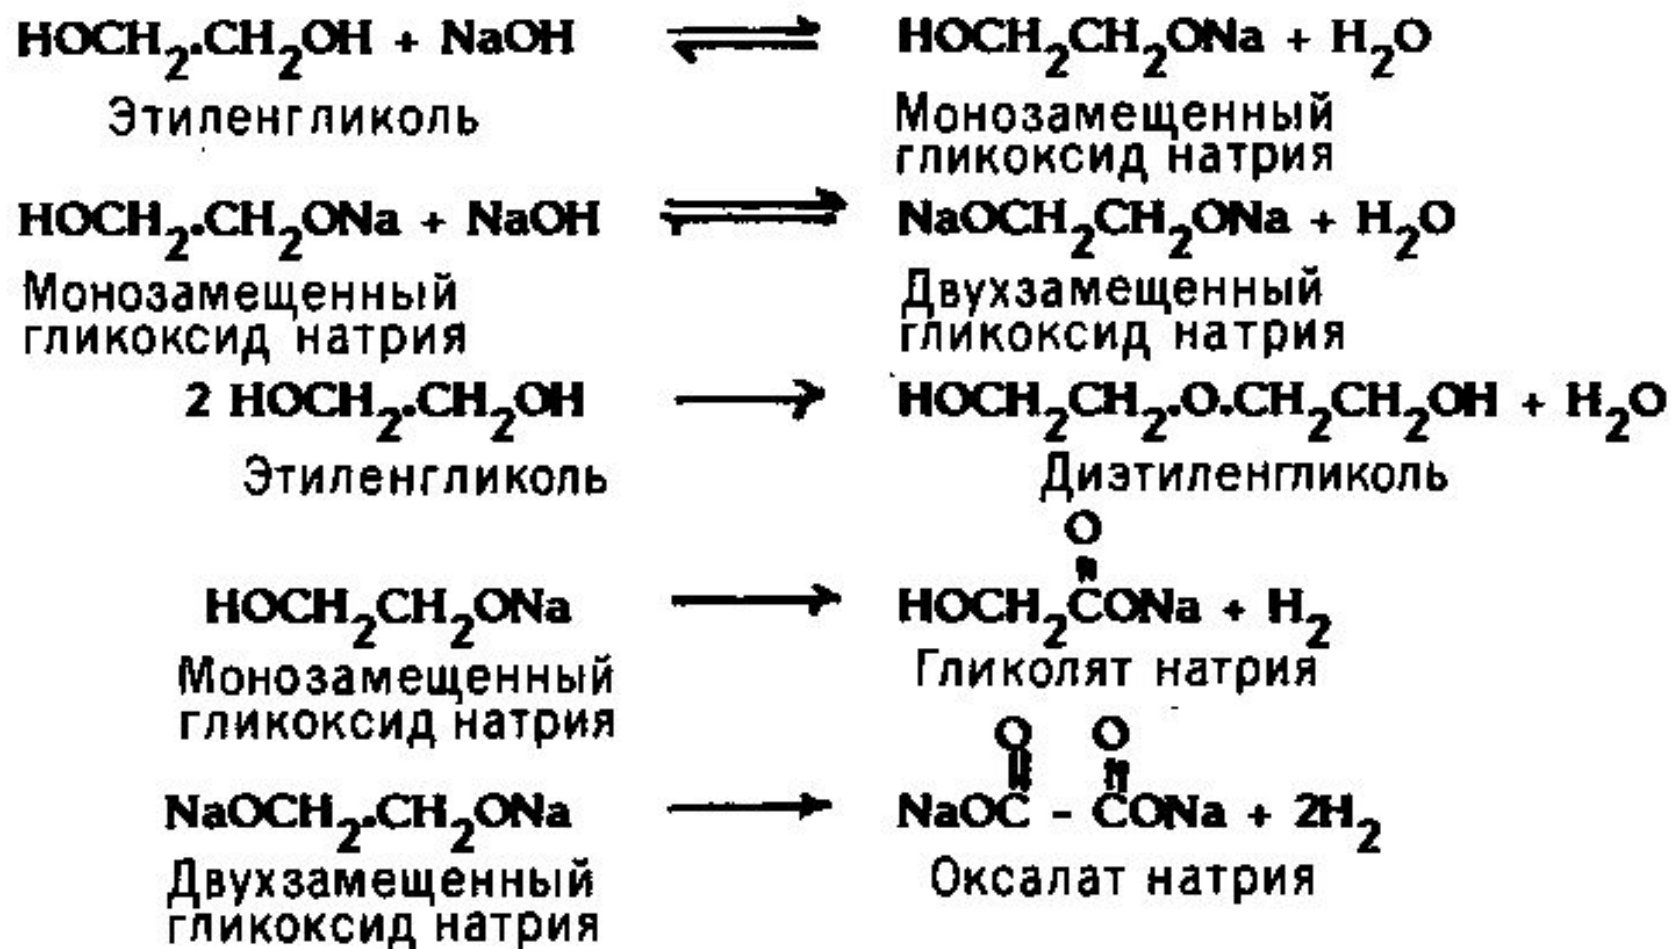 HOCH₂.CH₂OH + NaOH ⇌ HOCH₂CH₂ONa + H₂O
Этиленгликоль
Монозамещенный
гликоксид натрия
HOCH₂.CH₂ONa + NaOH ⇌ NaOCH₂CH₂ONa + H₂O
Монозамещенный
гликоксид натрия
Двухзамещенный
гликоксид натрия
2 HOCH₂.CH₂OH → HOCH₂CH₂.O.CH₂CH₂OH + H₂O
Этиленгликоль
Диэтиленгликоль
O
HOCH₂CH₂ONa → HOCH₂CONa + H₂
Монозамещенный
гликоксид натрия
Гликолят натрия
O O
NaOCH₂.CH₂ONa → NaOC - CONa + 2H₂
Двухзамещенный
гликоксид натрия
Оксалат натрия